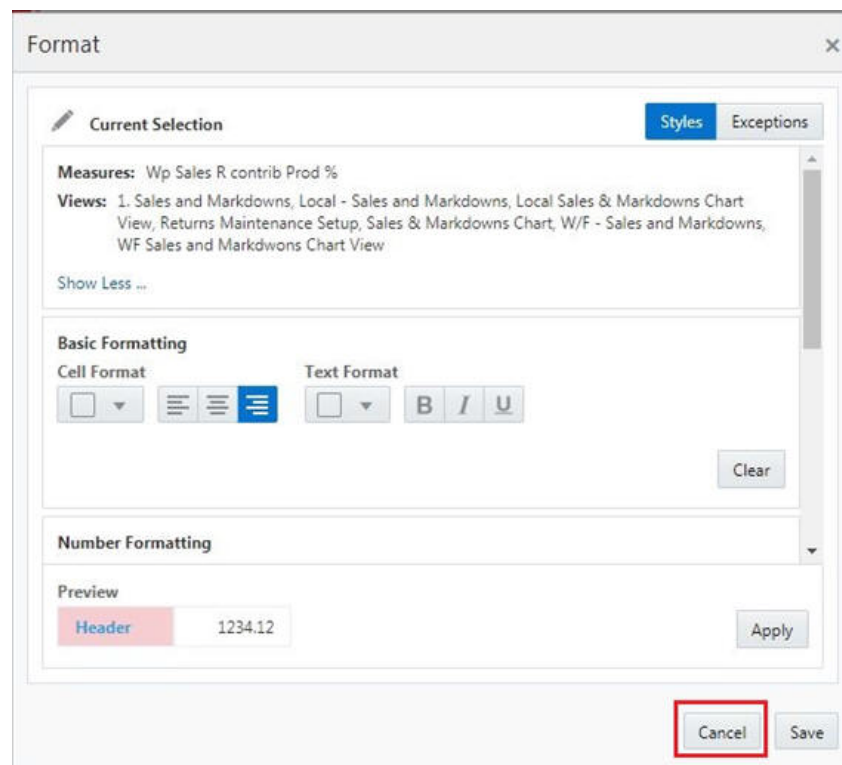 Format
Current Selection
Styles
Exceptions
Measures: Wp Sales R contrib Prod %
Views: 1. Sales and Markdowns, Local - Sales and Markdowns, Local Sales & Markdowns Chart
View, Returns Maintenance Setup, Sales & Markdowns Chart, W/F - Sales and Markdowns,
WF Sales and Markdwons Chart View
Show Less ...
Basic Formatting
Cell Format
Text Format
B I U
Clear
Number Formatting
Preview
Header
1234.12
Apply
Cancel
Save